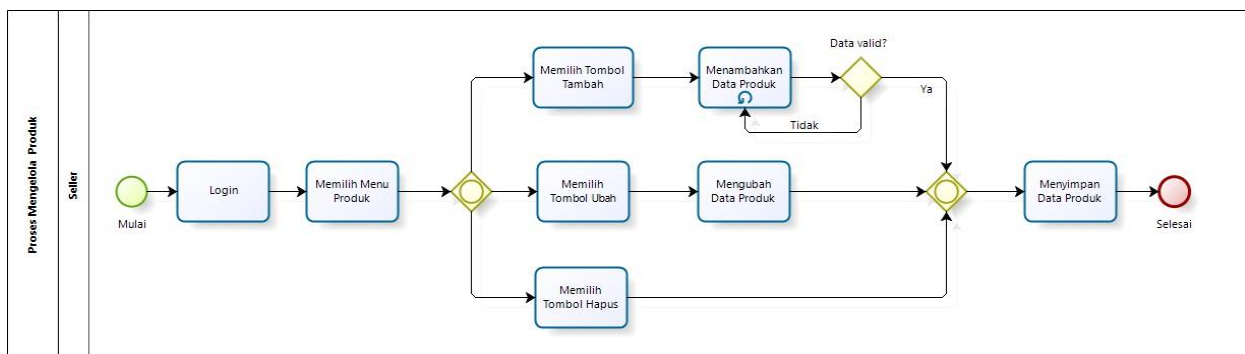 Proses Mengelola Produk
Seller
Mulai
Login
Memilih Menu
Produk
Memilih Tombol
Tambah
Menambahkan
Data Produk
Data valid?
Ya
Tidak
Memilih
Tombol Ubah
Mengubah
Data Produk
Memilih
Tombol Hapus
Menyimpan
Data Produk
Selesai